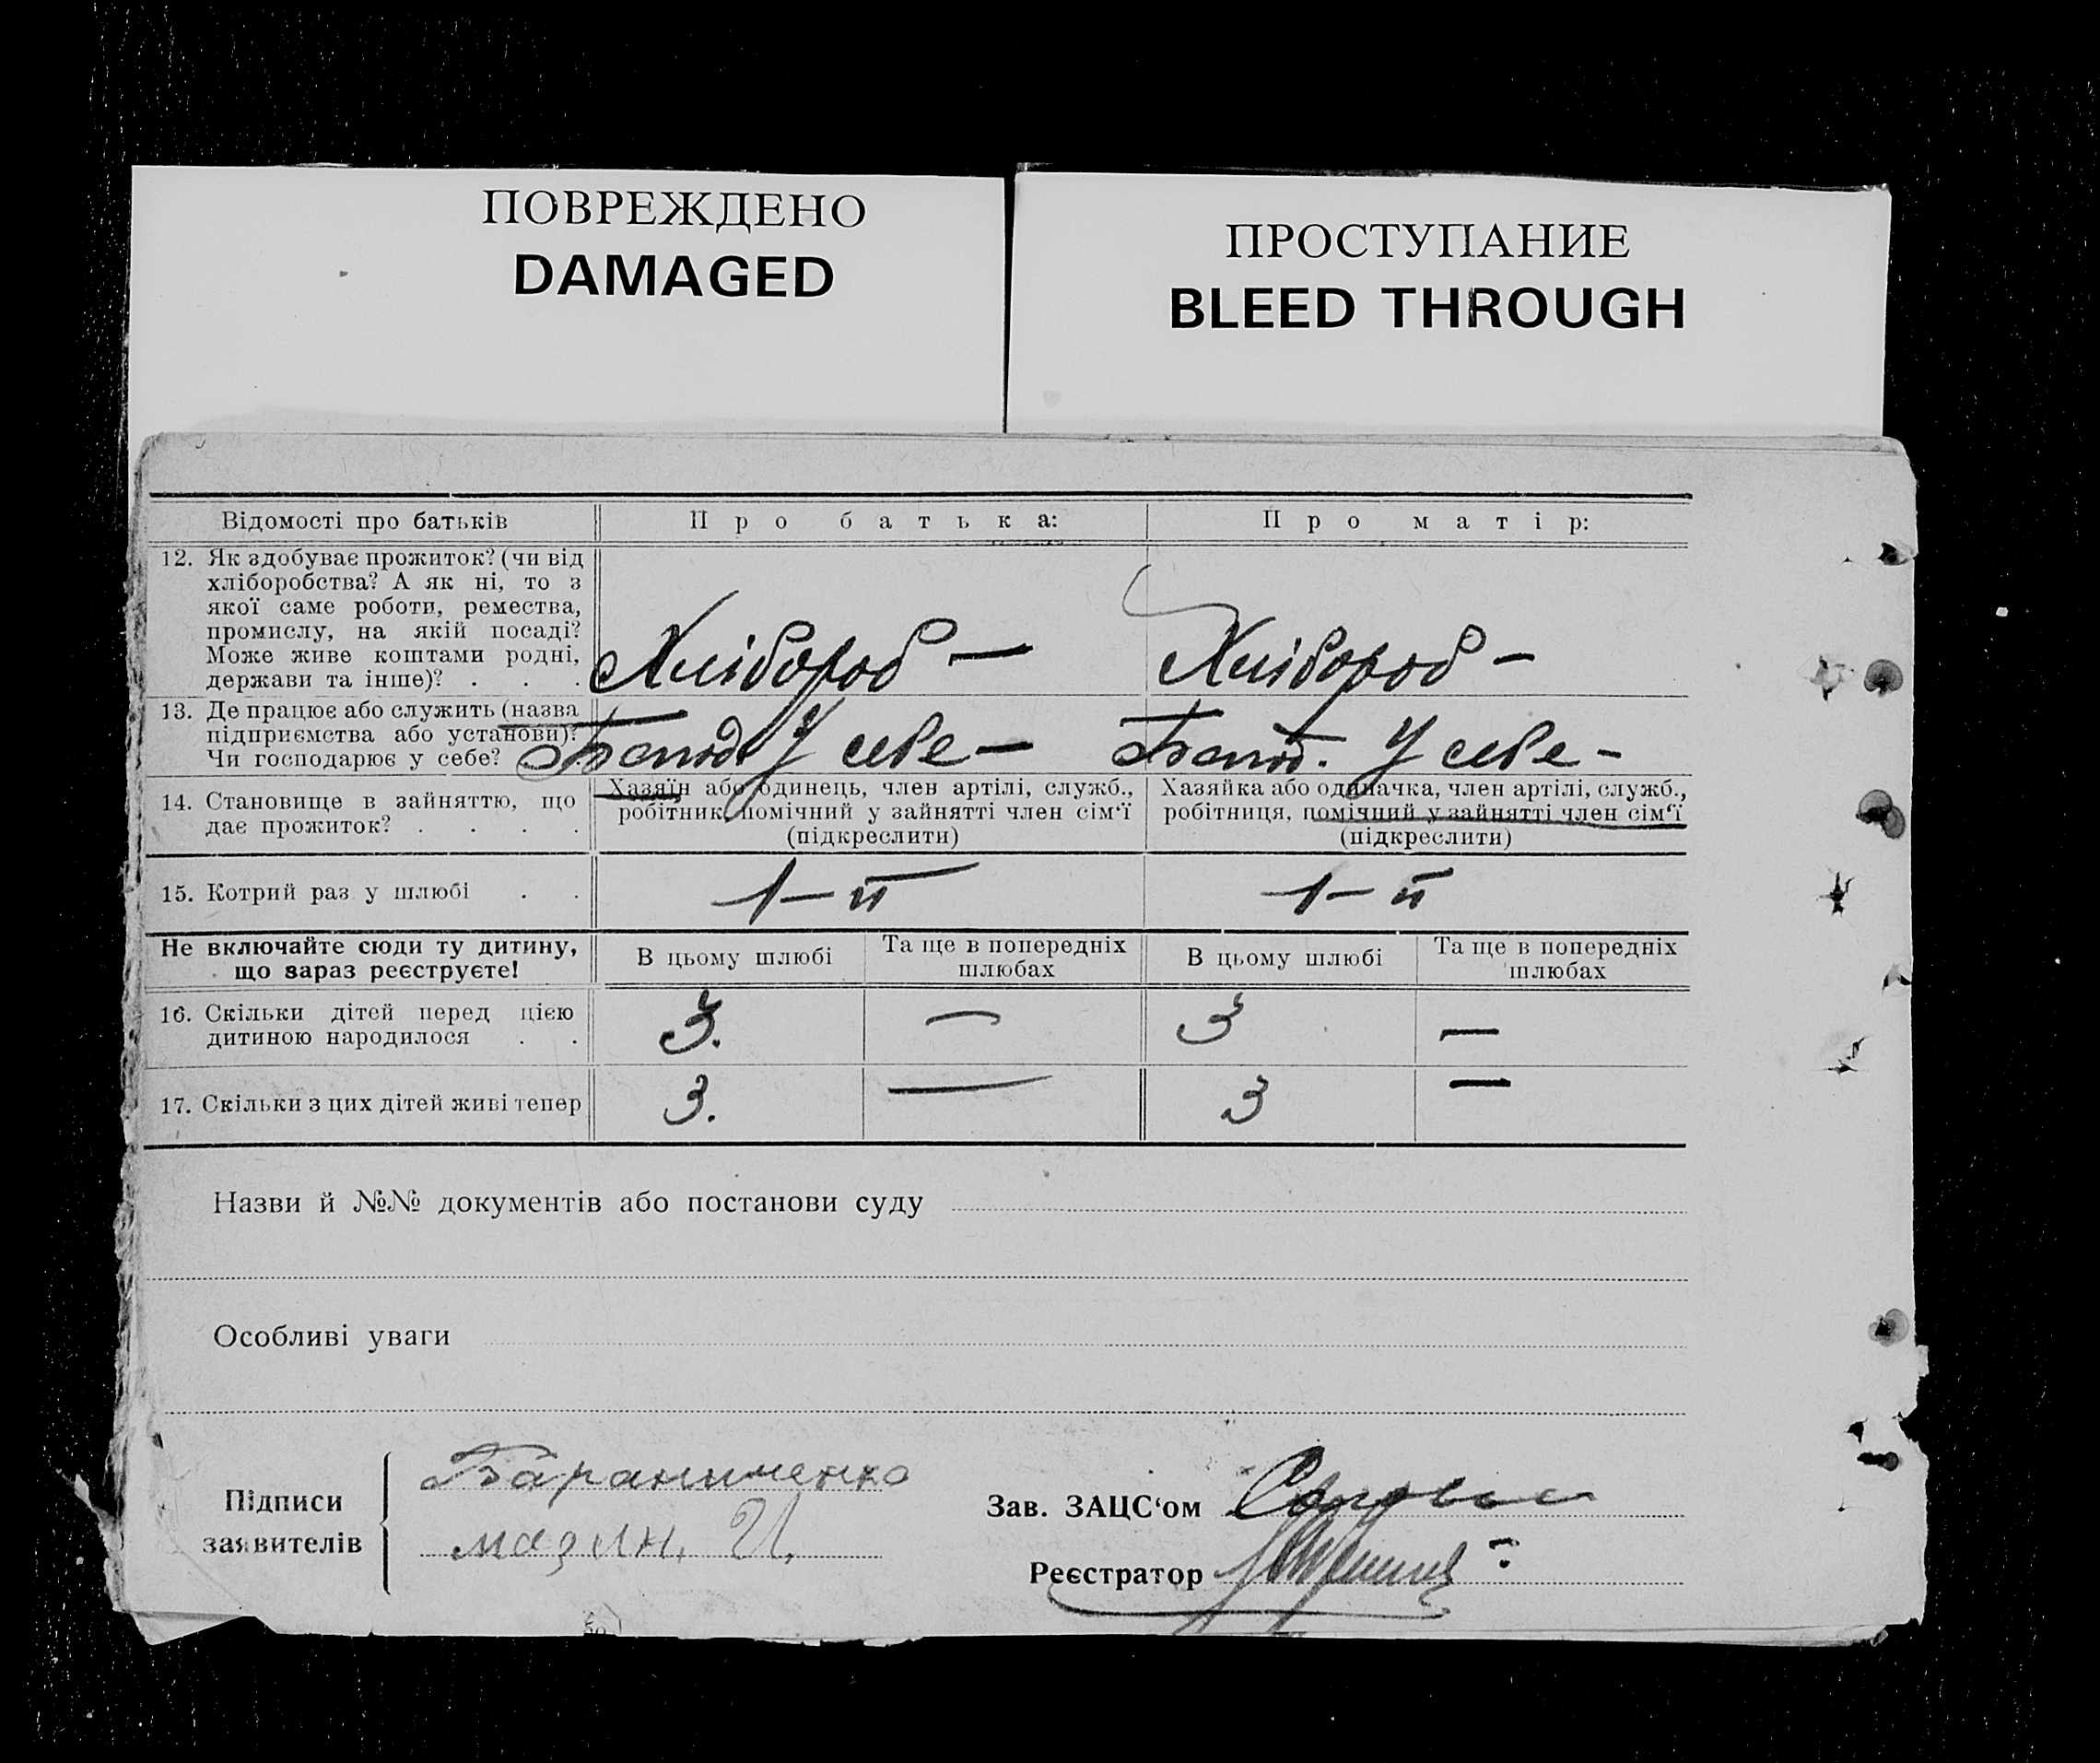 ПОВРЕЖДЕНО
DAMAGED
ПРОСТУПАНИЕ
BLEED THROUGH
Відомості про батьків
Про батька:
Про матір:
12. Як здобуває прожиток? (чи від
хліборобства? А як ні, то з
якої саме роботи, ремества,
промислу, на якій посаді?
Може живе коштами родні,
держави та інше)? . . .
Хлібороб —
Хлібороб —
13. Де працює або служить (назва
підприємства або установи)?
Чи господарює у себе?
У себе —
У себе —
14. Становище в зайняттю, що
дає прожиток? . . . .
Хазяїн або одинець, член артілі, служб.,
робітник, помічний у зайнятті член сім‘ї
(підкреслити)
Хазяйка або одиначка, член артілі, служб.,
робітниця, помічний у зайнятті член сім‘ї
(підкреслити)
15. Котрий раз у шлюбі . .
1–й
1–й
Не включайте сюди ту дитину,
що зараз реєструєте!
В цьому шлюбі
Та ще в попередніх
шлюбах
В цьому шлюбі
Та ще в попередніх
шлюбах
16. Скільки дітей перед цією
дитиною народилося . .
3.
—
3
—
17. Скільки з цих дітей живі тепер
3.
—
3
—
Назви й №№ документів або постанови суду
Особливі уваги
Підписи
заявителів
мазин. И.
Зав. ЗАЦС‘ом
Реєстратор